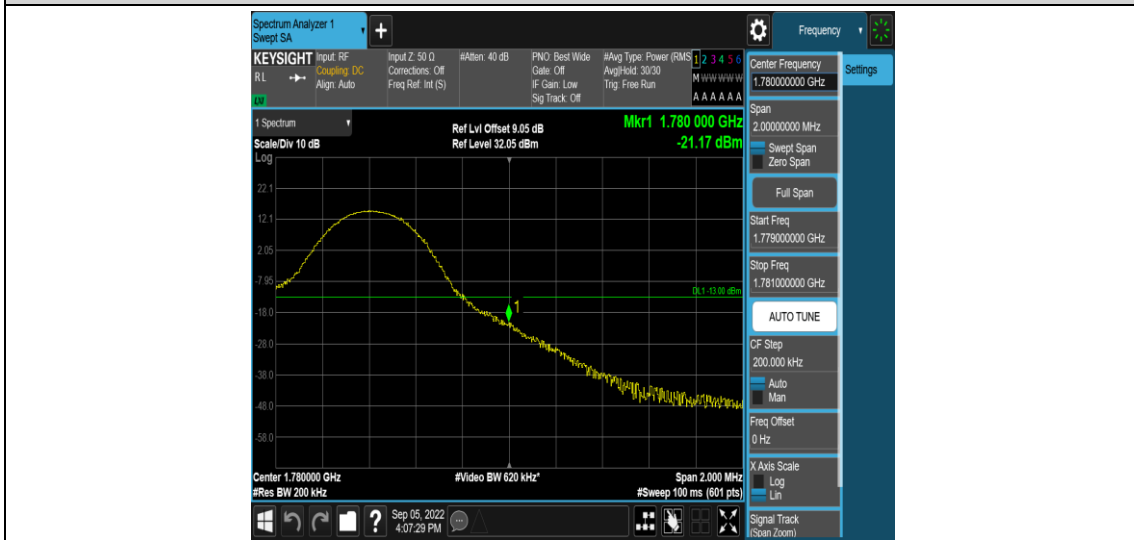 Spectrum Analyzer 1
Swept SA
+
Frequency
KEYSIGHT
RL
Input: RF
Coupling: DC
Align: Auto
Input Z: 50 Ω
Corrections: Off
Freq Ref: Int (S)
#Atten: 40 dB
PNO: Best Wide
Gate: Off
IF Gain: Low
Sig Track: Off
#Avg Type: Power (RMS
Avg|Hold: 30/30
Trig: Free Run
1 2 3 4 5 6
M W W W W W
A A A A A A
LXI
1 Spectrum
Scale/Div 10 dB
Log
Ref Lvl Offset 9.05 dB
Ref Level 32.05 dBm
Mkr1 1.780 000 GHz
-21.17 dBm
22.1
12.1
2.05
-7.95
-18.0
-28.0
-38.0
-48.0
-58.0
DL1 -13.00 dBm
1
Center 1.780000 GHz
#Res BW 200 kHz
#Video BW 620 kHz*
Span 2.000 MHz
#Sweep 100 ms (601 pts)
Center Frequency
1.780000000 GHz
Settings
Span
2.00000000 MHz
Swept Span
Zero Span
Full Span
Start Freq
1.779000000 GHz
Stop Freq
1.781000000 GHz
AUTO TUNE
CF Step
200.000 kHz
Auto
Man
Freq Offset
0 Hz
X Axis Scale
Log
Lin
Signal Track
(Span Zoom)
?
Sep 05, 2022
4:07:29 PM